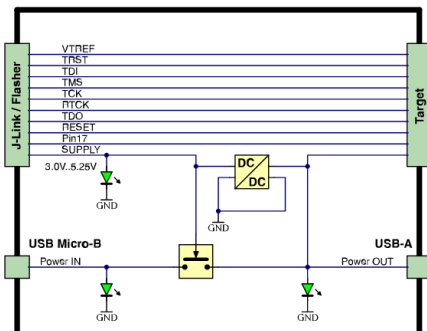 VTREF
TRST
TDI
TMS
TCK
RTCK
TDO
RESET
Pin17
SUPPLY
J-Link / Flasher
Target
3.0V..5.25V
DC
DC
GND
GND
USB Micro-B
USB-A
Power IN
Power OUT
GND
GND